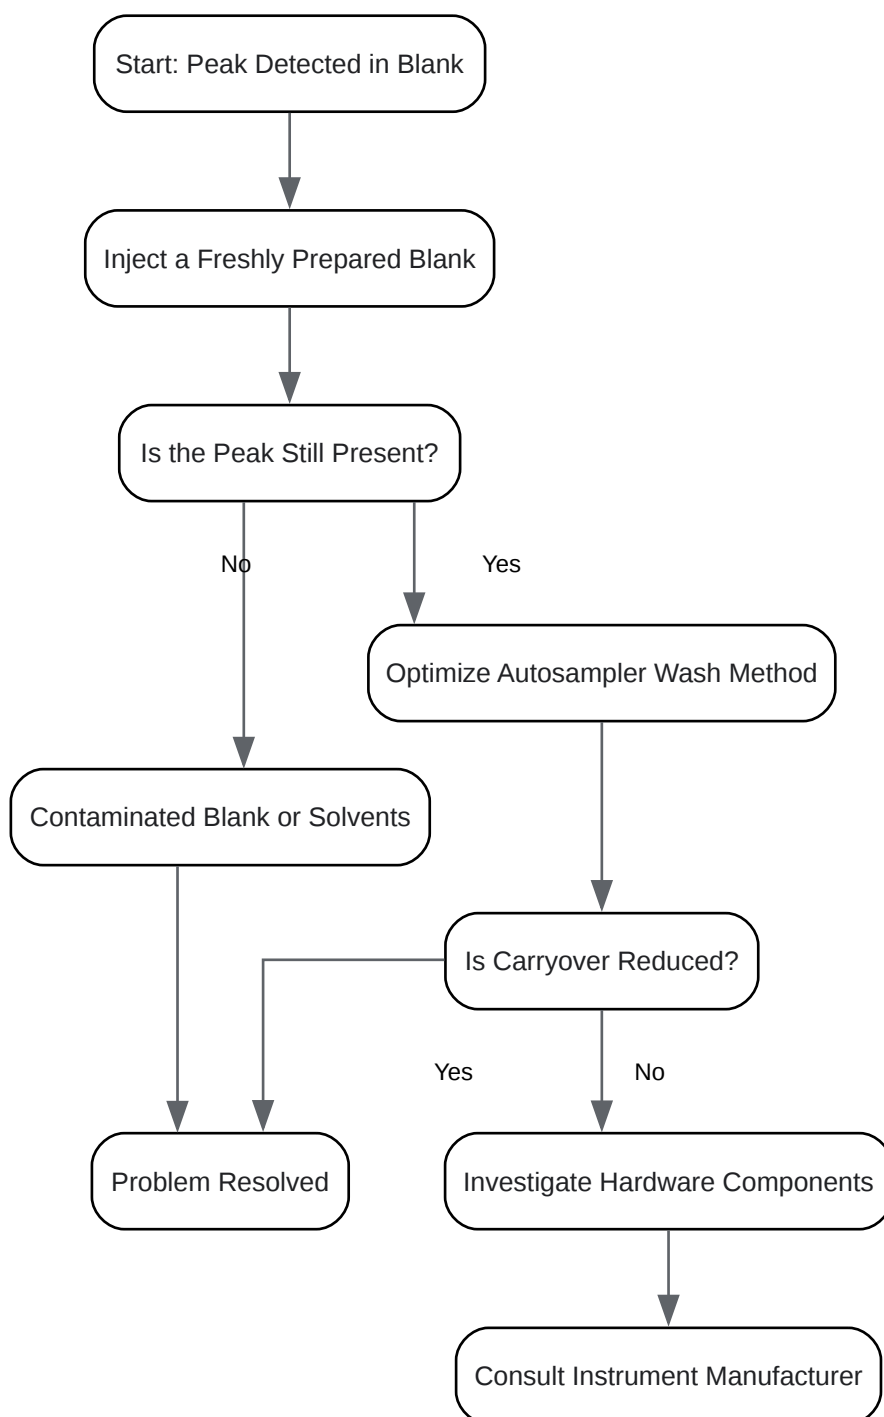 Start: Peak Detected in Blank
Inject a Freshly Prepared Blank
Is the Peak Still Present?
No
Yes
Optimize Autosampler Wash Method
Contaminated Blank or Solvents
Is Carryover Reduced?
Yes
No
Problem Resolved
Investigate Hardware Components
Consult Instrument Manufacturer